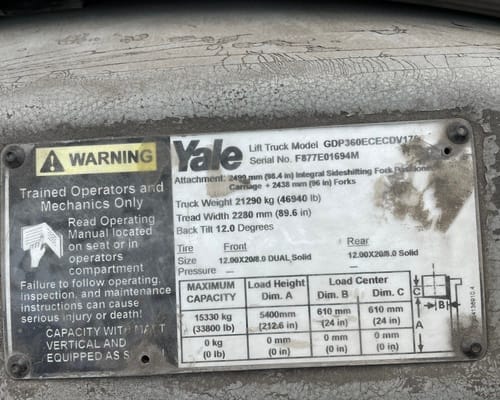 WARNING
Trained Operators and
Mechanics Only
Read Operating
Manual located
on seat or in
operators
compartment
Failure to follow operating,
inspection, and maintenance
instructions can cause
serious injury or death!
CAPACITY WITH
VERTICAL AND
EQUIPPED AS
Yale
Lift Truck Model GDP360ECECDV17
Serial No. F877E01694M
Attachment: 2499 mm (98.4 in) Integral Sideshifting Fork
Carriage + 2438 mm (96 in) Forks
Truck Weight 21290 kg (46940 lb)
Tread Width 2280 mm (89.6 in)
Back Tilt 12.0 Degrees
Tire Front Rear
Size 12.00X20/8.0 DUAL,Solid 12.00X20/8.0 Solid
Pressure — —
MAXIMUM CAPACITY Load Height Dim. A Load Center Dim. B Dim. C
15330 kg 5400mm 610 mm 610 mm
(33800 lb) (212.6 in) (24 in) (24 in)
0 kg 0 mm 0 mm 0 mm
(0 lb) (0 in) (0 in) (0 in)
C
B
A